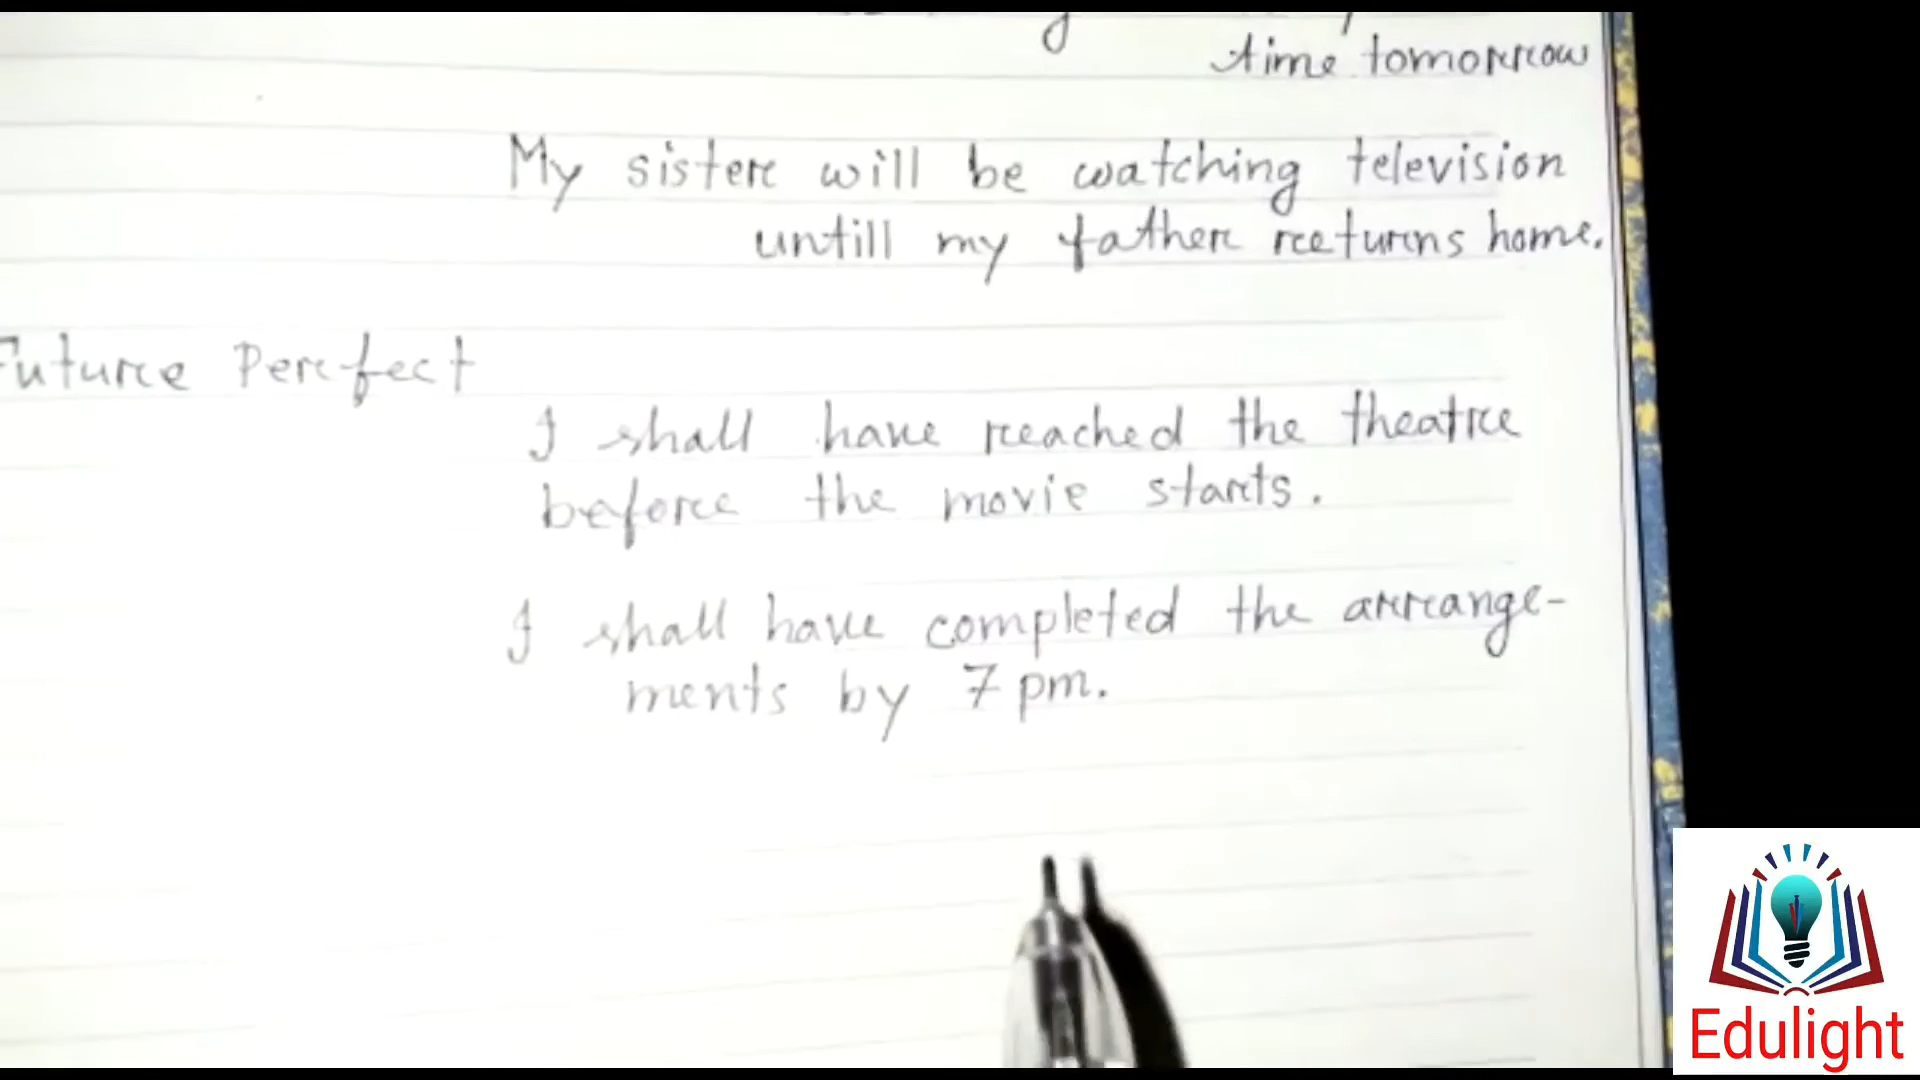 time tomorrow
My sister will be watching television
untill my father returns home.
Future Perfect
I shall have reached the theatre
before the movie starts.
I shall have completed the arrange-
ments by 7 pm.
Edulight